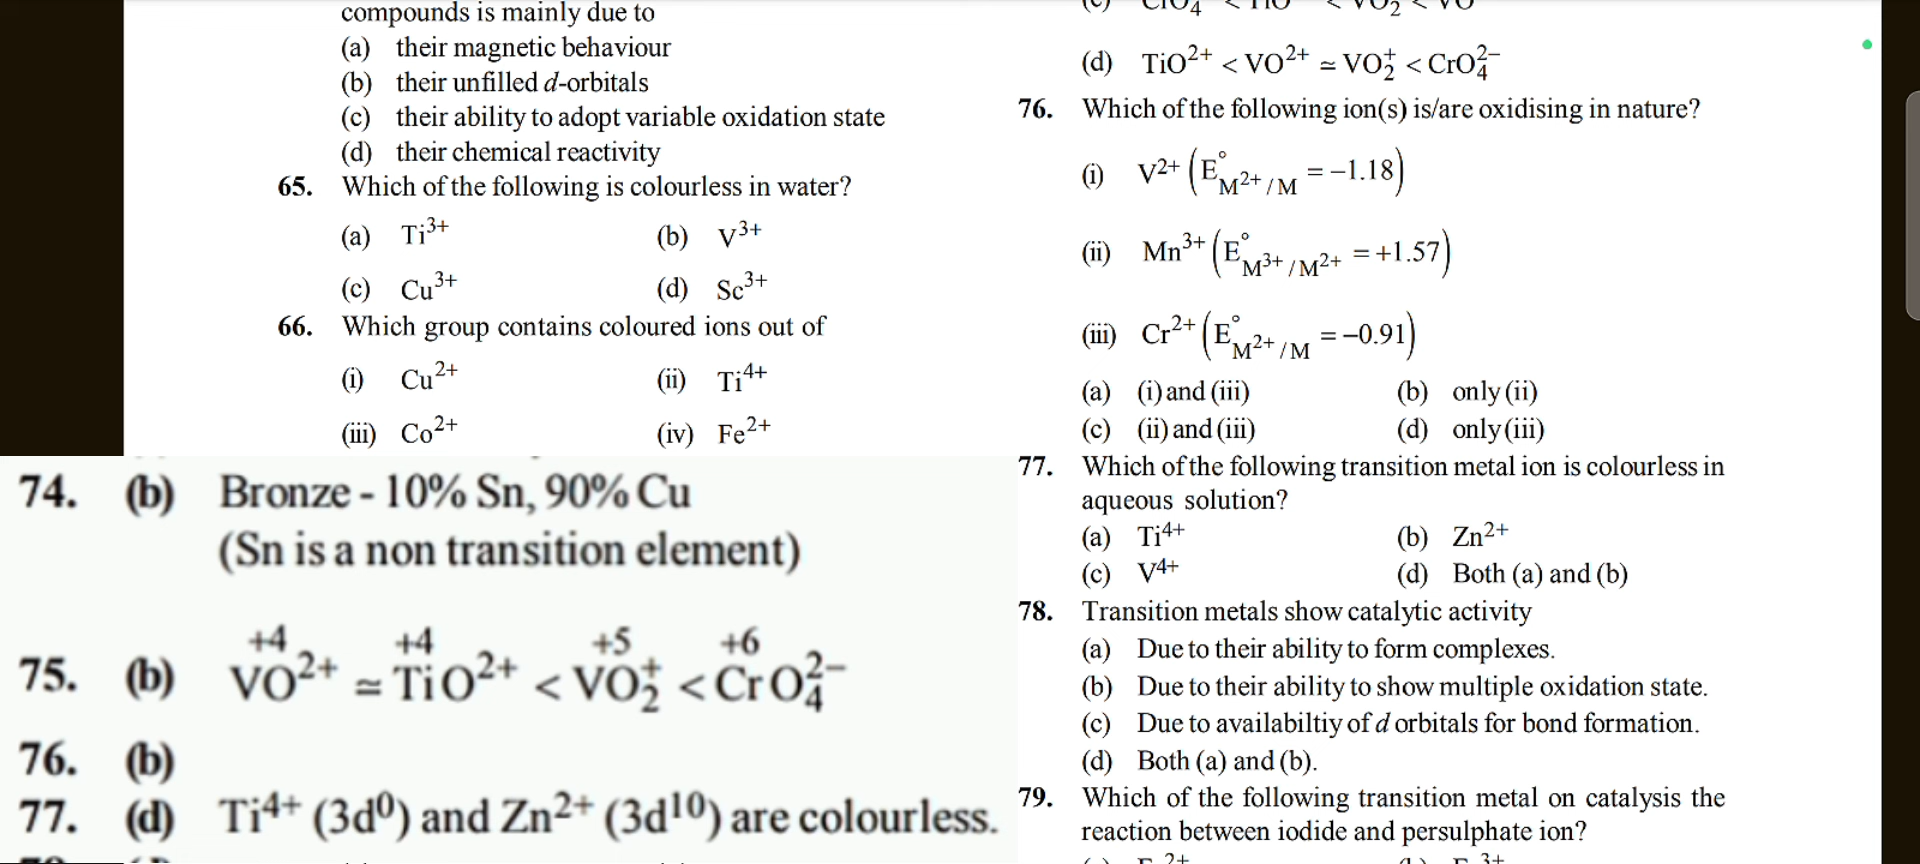 compounds is mainly due to
(a) their magnetic behaviour
(b) their unfilled d-orbitals
(c) their ability to adopt variable oxidation state
(d) their chemical reactivity
65. Which of the following is colourless in water?
(a) Ti³⁺ (b) V³⁺
(c) Cu³⁺ (d) Sc³⁺
66. Which group contains coloured ions out of
(i) Cu²⁺ (ii) Ti⁴⁺
(iii) Co²⁺ (iv) Fe²⁺
74. (b) Bronze - 10% Sn, 90% Cu
(Sn is a non transition element)
+4 +4 +5 +6
75. (b) VO²⁺ ≃ TiO²⁺ < VO₂⁺ < CrO₄²⁻
76. (b)
77. (d) Ti⁴⁺ (3d⁰) and Zn²⁺ (3d¹⁰) are colourless.
(d) TiO²⁺ < VO²⁺ ≃ VO₂⁺ < CrO₄²⁻
76. Which of the following ion(s) is/are oxidising in nature?
(i) V²⁺ (E°M²⁺/M = –1.18)
(ii) Mn³⁺ (E°M³⁺/M²⁺ = +1.57)
(iii) Cr²⁺ (E°M²⁺/M = –0.91)
(a) (i) and (iii) (b) only (ii)
(c) (ii) and (iii) (d) only (iii)
77. Which of the following transition metal ion is colourless in
aqueous solution?
(a) Ti⁴⁺ (b) Zn²⁺
(c) V⁴⁺ (d) Both (a) and (b)
78. Transition metals show catalytic activity
(a) Due to their ability to form complexes.
(b) Due to their ability to show multiple oxidation state.
(c) Due to availabiltiy of d orbitals for bond formation.
(d) Both (a) and (b).
79. Which of the following transition metal on catalysis the
reaction between iodide and persulphate ion?